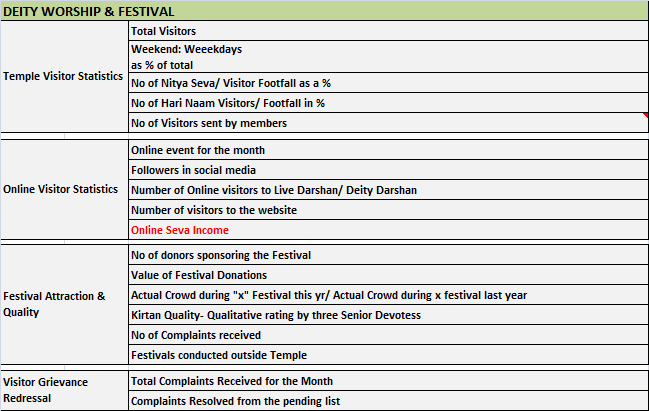 DEITY WORSHIP & FESTIVAL
Temple Visitor Statistics
Total Visitors
Weekend: Weeekdays
as % of total
No of Nitya Seva/ Visitor Footfall as a %
No of Hari Naam Visitors/ Footfall in %
No of Visitors sent by members
Online Visitor Statistics
Online event for the month
Followers in social media
Number of Online visitors to Live Darshan/ Deity Darshan
Number of visitors to the website
Online Seva Income
Festival Attraction &
Quality
No of donors sponsoring the Festival
Value of Festival Donations
Actual Crowd during "x" Festival this yr/ Actual Crowd during x festival last year
Kirtan Quality- Qualitative rating by three Senior Devotess
No of Complaints received
Festivals conducted outside Temple
Visitor Grievance
Redressal
Total Complaints Received for the Month
Complaints Resolved from the pending list